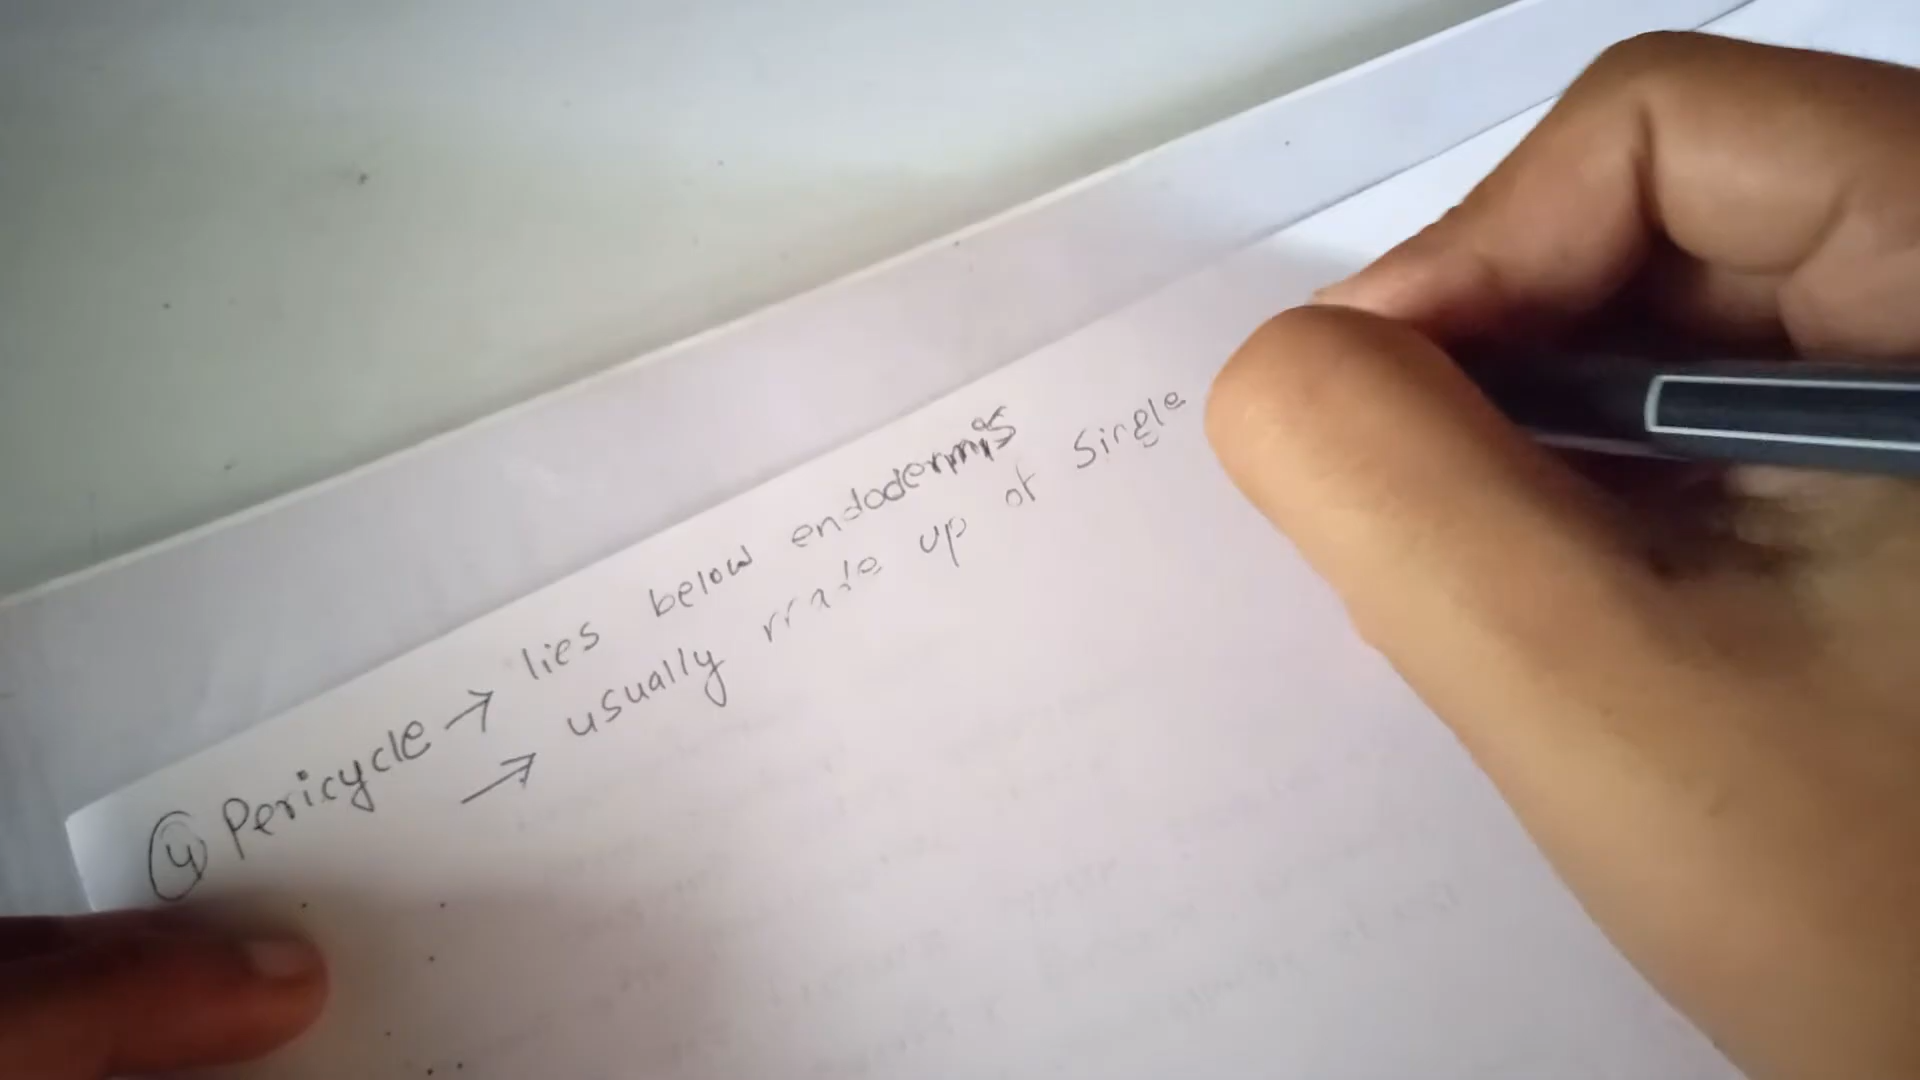 ④ Pericycle → lies below endodermis
→ usually made up of single